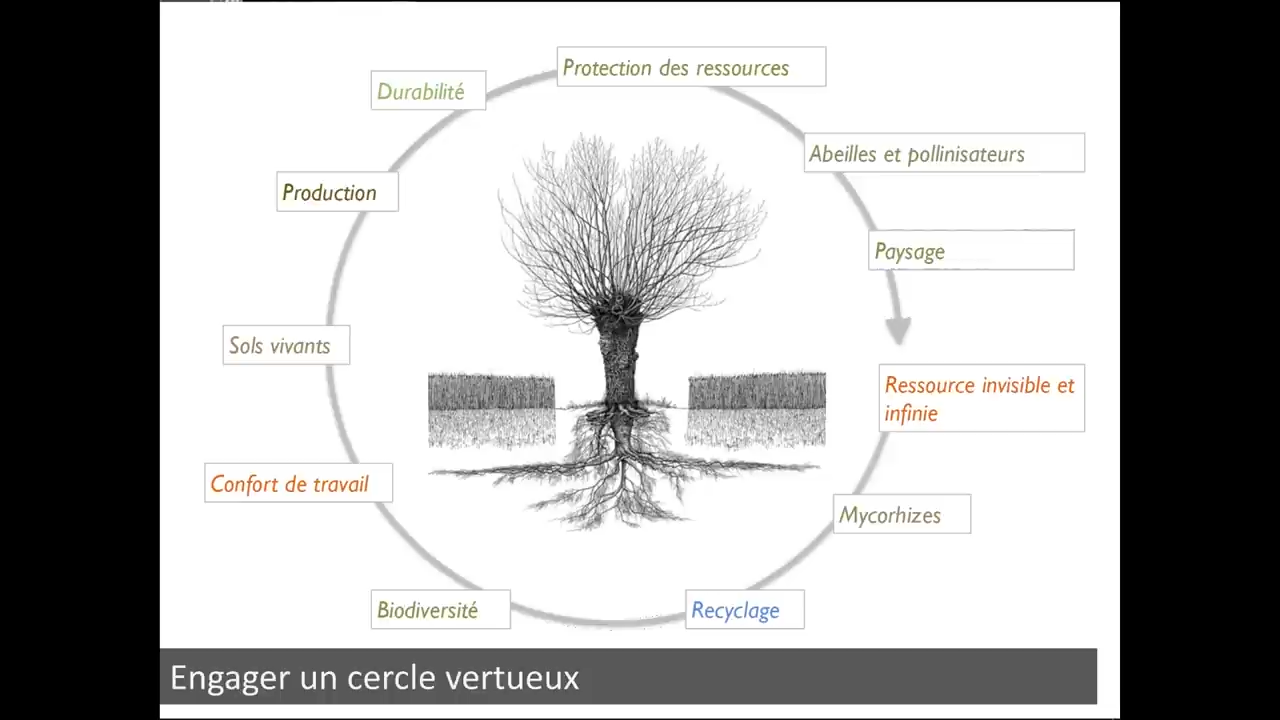 Protection des ressources
Durabilité
Abeilles et pollinisateurs
Production
Paysage
Sols vivants
Ressource invisible et
infinie
Confort de travail
Mycorhizes
Biodiversité
Recyclage
Engager un cercle vertueux